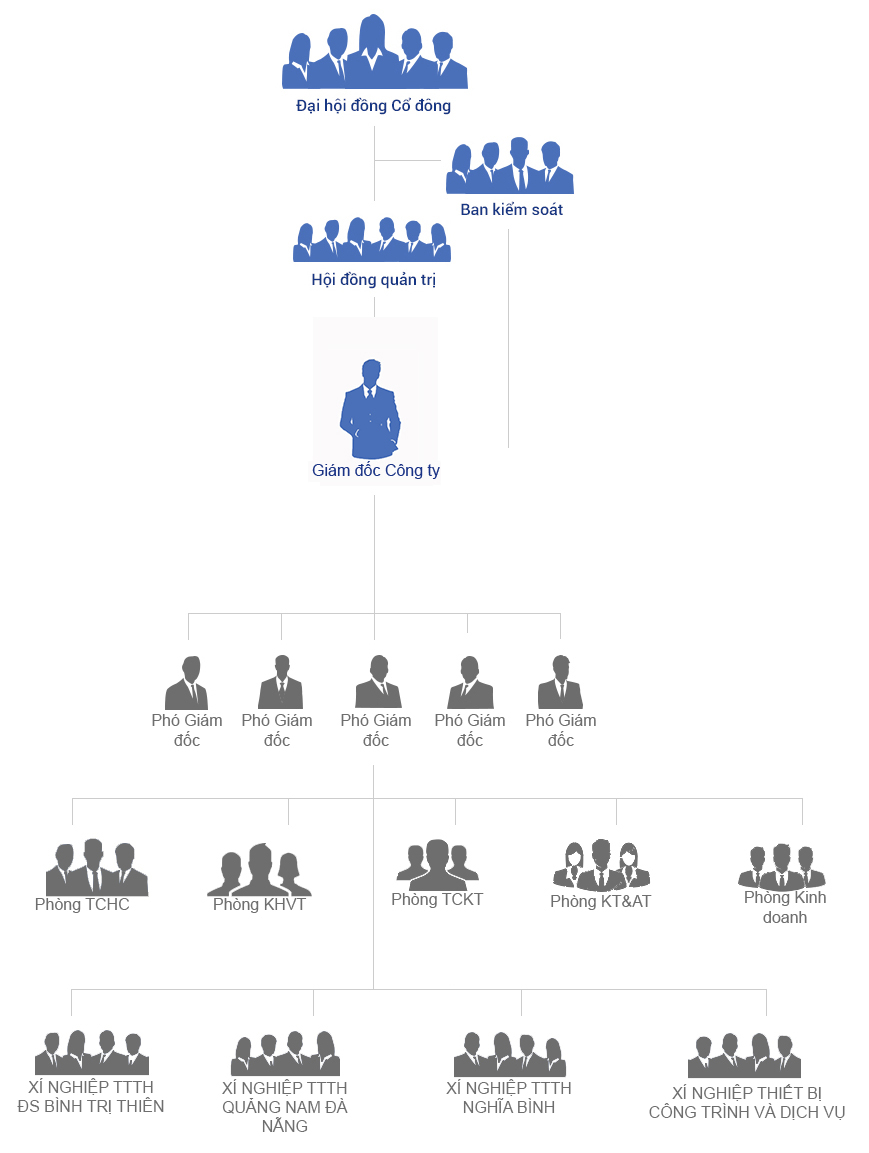 Đại hội đồng Cổ đông
Ban kiểm soát
Hội đồng quản trị
Giám đốc Công ty
Phó Giám
đốc
Phó Giám
đốc
Phó Giám
đốc
Phó Giám
đốc
Phó Giám
đốc
Phòng TCHC
Phòng KHVT
Phòng TCKT
Phòng KT&AT
Phòng Kinh
doanh
XÍ NGHIỆP TTTH
ĐS BÌNH TRỊ THIÊN
XÍ NGHIỆP TTTH
QUẢNG NAM ĐÀ
NẴNG
XÍ NGHIỆP TTTH
NGHĨA BÌNH
XÍ NGHIỆP THIẾT BỊ
CÔNG TRÌNH VÀ DỊCH VỤ